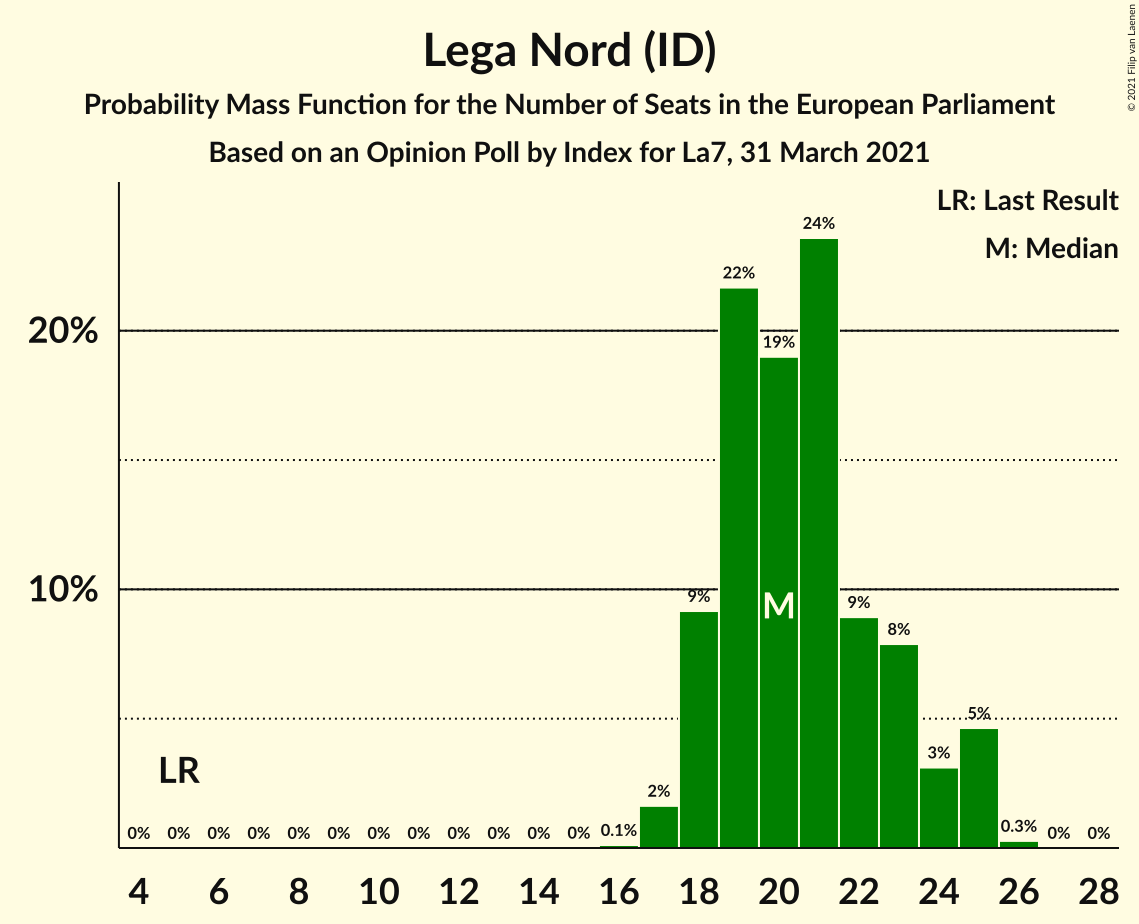 Lega Nord (ID)
Probability Mass Function for the Number of Seats in the European Parliament
Based on an Opinion Poll by Index for La7, 31 March 2021
© 2021 Filip van Laenen
LR: Last Result
M: Median
20%
10%
24%
22%
19%
9%
9%
8%
5%
3%
2%
0.1%
0.3%
0% 0% 0% 0% 0% 0% 0% 0% 0% 0% 0% 0% 0% 0%
M
LR
4 6 8 10 12 14 16 18 20 22 24 26 28